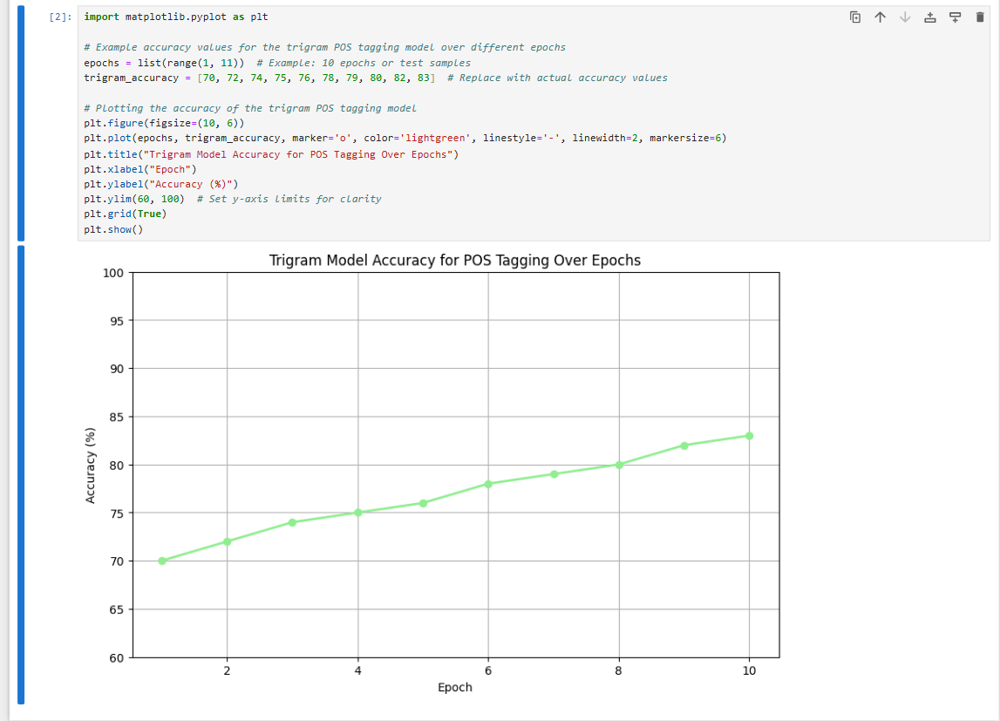 [2]: import matplotlib.pyplot as plt
# Example accuracy values for the trigram POS tagging model over different epochs
epochs = list(range(1, 11))  # Example: 10 epochs or test samples
trigram_accuracy = [70, 72, 74, 75, 76, 78, 79, 80, 82, 83]  # Replace with actual accuracy values
# Plotting the accuracy of the trigram POS tagging model
plt.figure(figsize=(10, 6))
plt.plot(epochs, trigram_accuracy, marker='o', color='lightgreen', linestyle='-', linewidth=2, markersize=6)
plt.title("Trigram Model Accuracy for POS Tagging Over Epochs")
plt.xlabel("Epoch")
plt.ylabel("Accuracy (%)")
plt.ylim(60, 100)  # Set y-axis limits for clarity
plt.grid(True)
plt.show()
Trigram Model Accuracy for POS Tagging Over Epochs
100
95
90
85
80
75
70
65
60
Accuracy (%)
2 4 6 8 10
Epoch